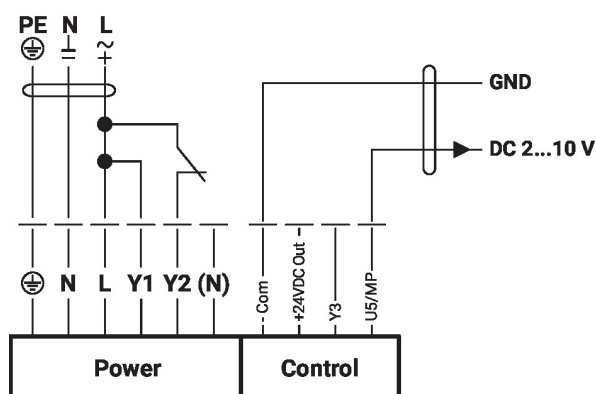 PE N L
GND
DC 2...10 V
N L Y1 Y2 (N)
- Com
+24VDC Out
Y3
U5/MP
Power
Control